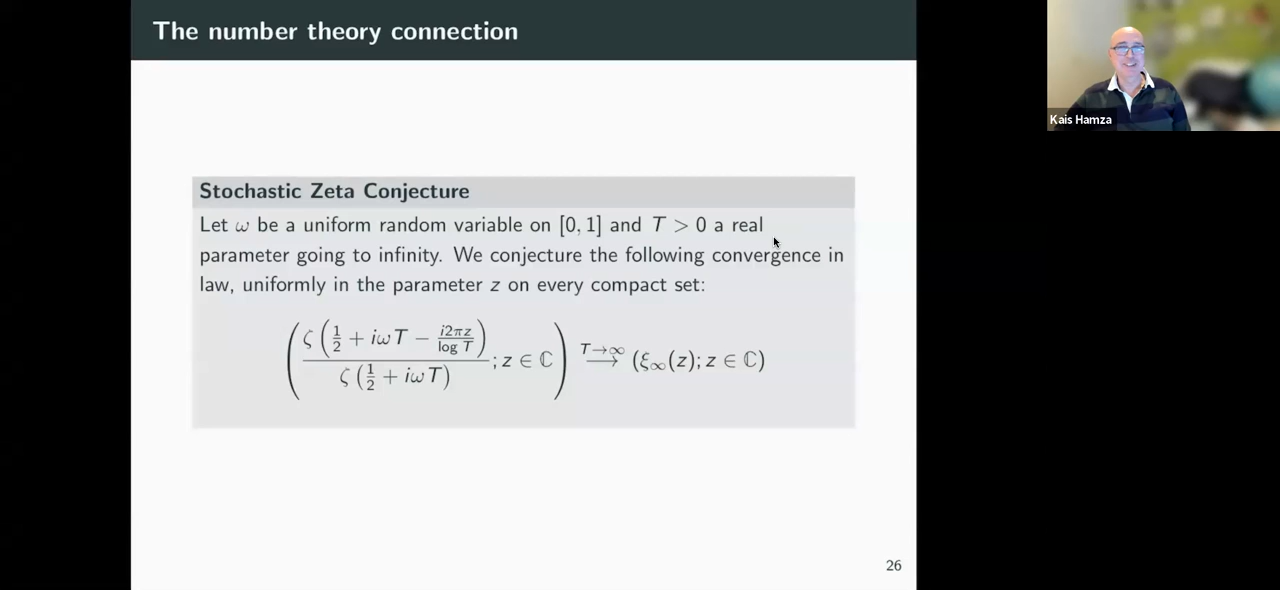 The number theory connection
Kais Hamza
Stochastic Zeta Conjecture
Let ω be a uniform random variable on [0, 1] and T > 0 a real
parameter going to infinity. We conjecture the following convergence in
law, uniformly in the parameter z on every compact set:
( ζ(1/2 + iωT − i2πz/log T) / ζ(1/2 + iωT) ; z ∈ ℂ ) T→∞ ⟶ (ξ∞(z); z ∈ ℂ)
26